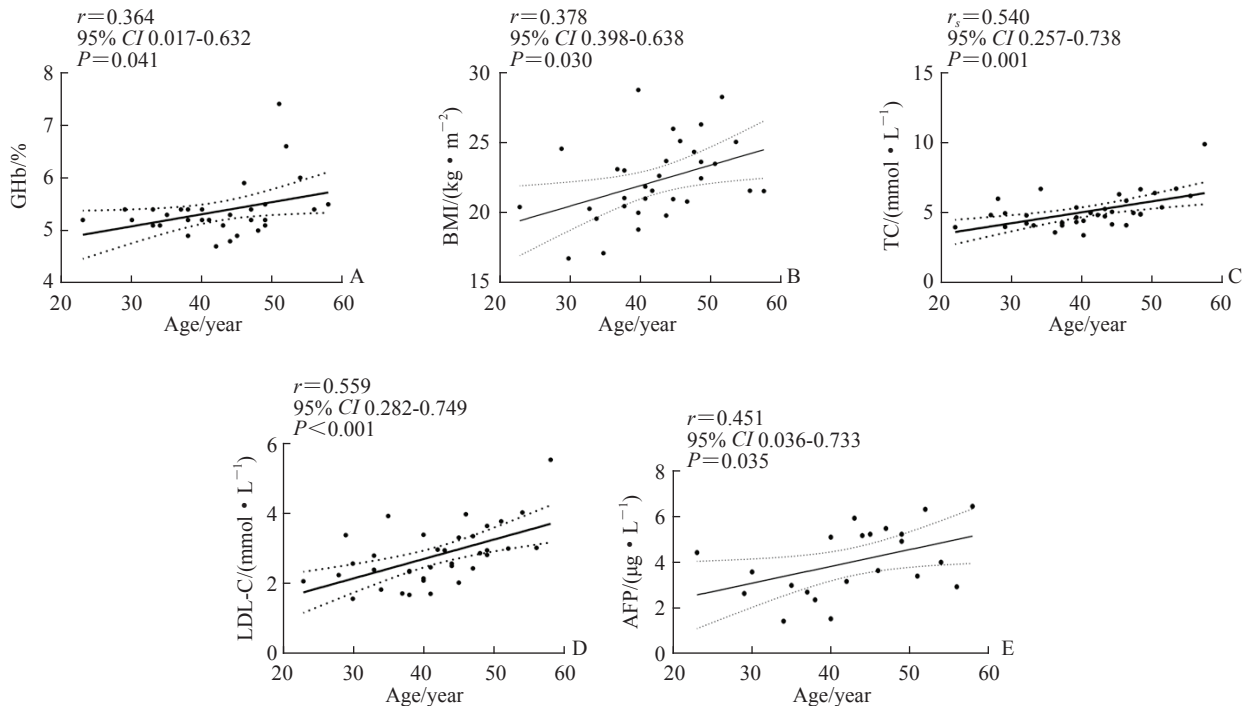 r=0.364
95% CI 0.017-0.632
P=0.041
8
7
6
5
4
GHb/%
20 30 40 50 60
Age/year
A
r=0.378
95% CI 0.398-0.638
P=0.030
30
25
20
15
BMI/(kg • m−2)
20 30 40 50 60
Age/year
B
rs=0.540
95% CI 0.257-0.738
P=0.001
15
10
5
0
TC/(mmol • L−1)
20 30 40 50 60
Age/year
C
r=0.559
95% CI 0.282-0.749
P<0.001
6
4
2
0
LDL-C/(mmol • L−1)
20 30 40 50 60
Age/year
D
r=0.451
95% CI 0.036-0.733
P=0.035
8
6
4
2
0
AFP/(μg • L−1)
20 30 40 50 60
Age/year
E